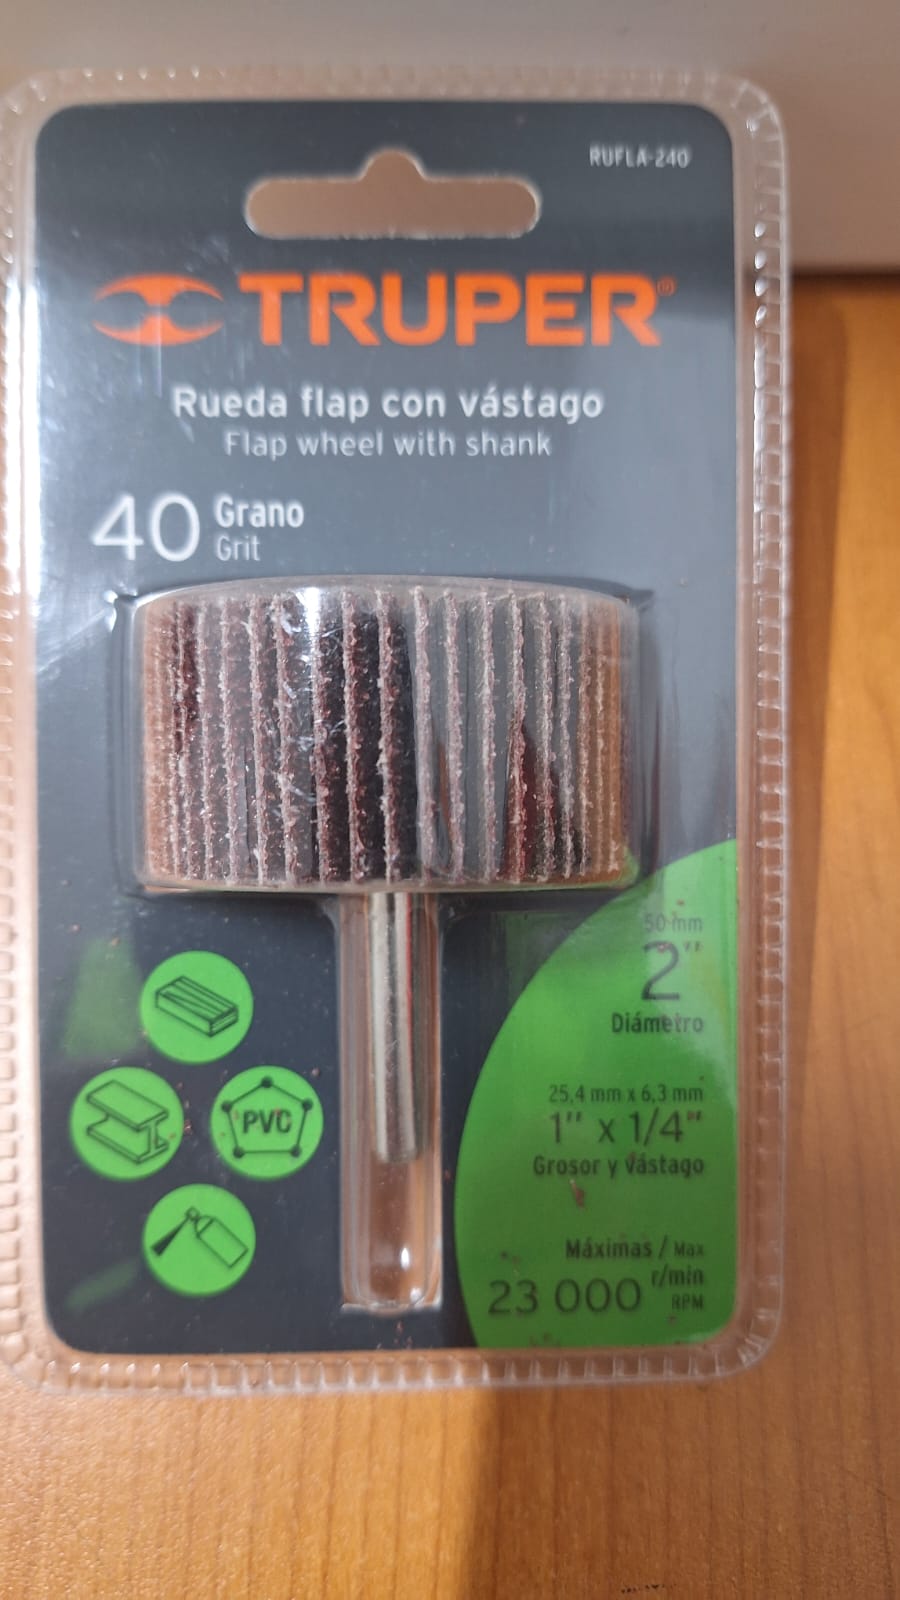 RUFLA-240
TRUPER®
Rueda flap con vástago
Flap wheel with shank
40 Grano
Grit
50 mm
2"
Diámetro
PVC
25,4 mm x 6,3 mm
1" x 1/4"
Grosor y vástago
Máximas / Max
23 000 r/min
RPM